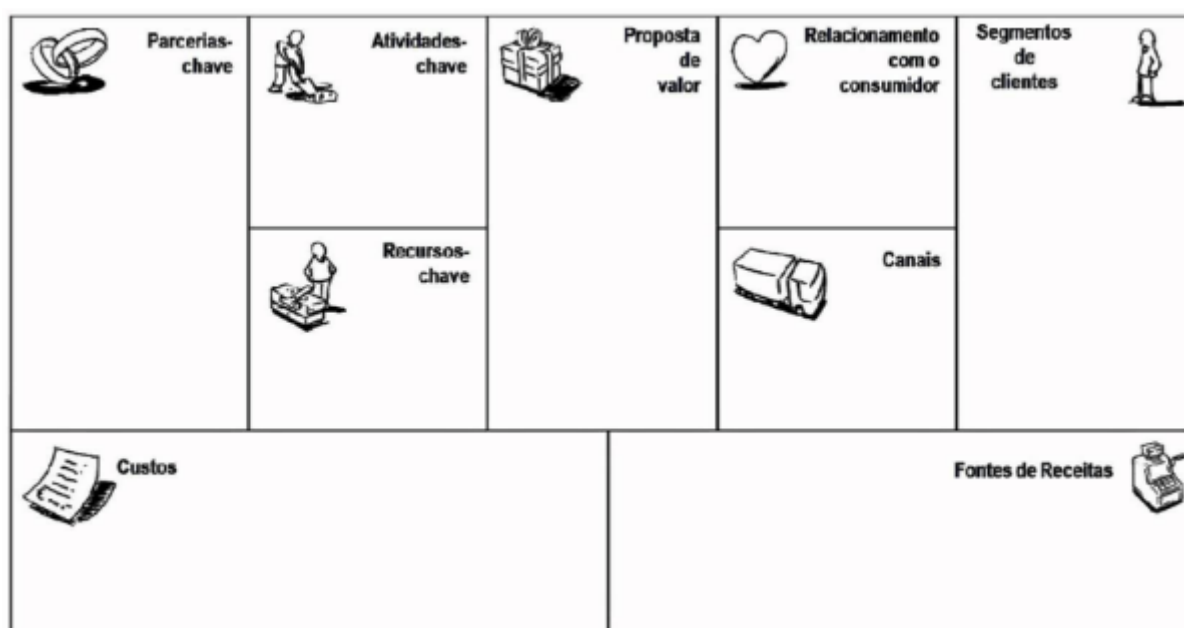 Parcerias-
chave
Atividades-
chave
Recursos-
chave
Proposta
de
valor
Relacionamento
com o
consumidor
Canais
Segmentos
de
clientes
Custos
Fontes de Receitas